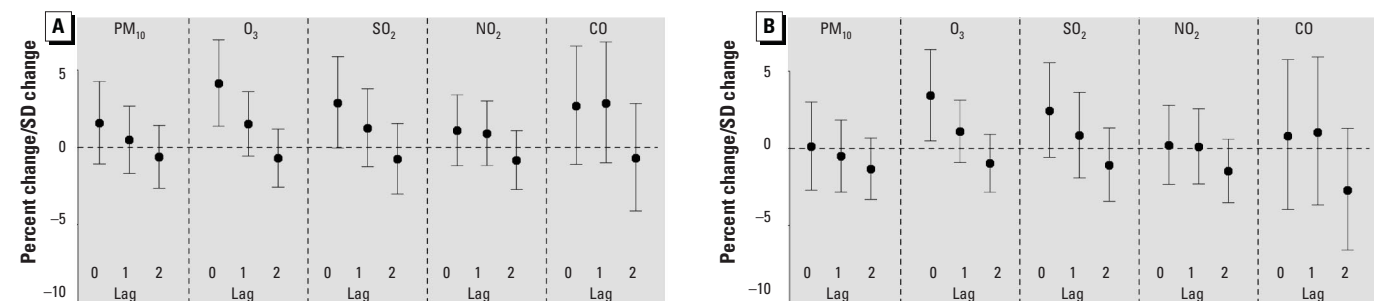 A
PM10 O3 SO2 NO2 CO
Percent change/SD change
5
0
–5
–10
0 1 2 0 1 2 0 1 2 0 1 2 0 1 2
Lag Lag Lag Lag Lag
B
PM10 O3 SO2 NO2 CO
Percent change/SD change
5
0
–5
–10
0 1 2 0 1 2 0 1 2 0 1 2 0 1 2
Lag Lag Lag Lag Lag